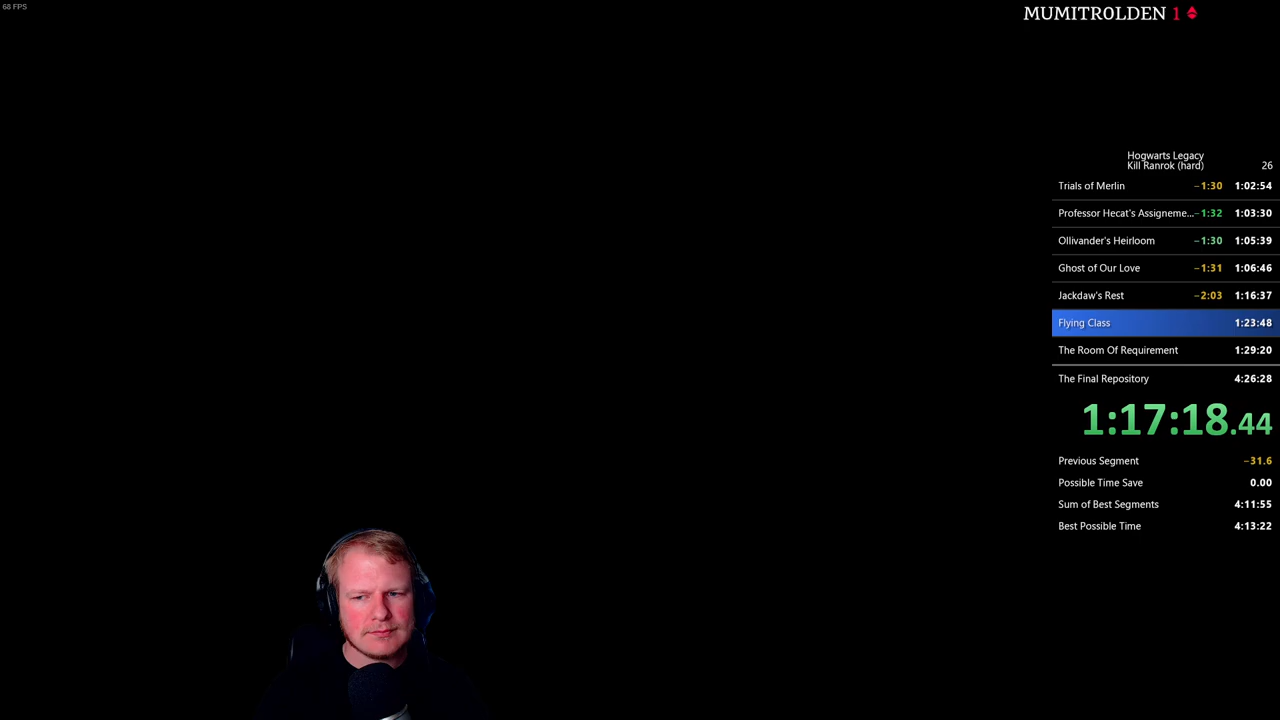 68 FPS
MUMITROLDEN 1
Hogwarts Legacy
Kill Ranrok (hard) 26
Trials of Merlin −1:30 1:02:54
Professor Hecat's Assigneme... −1:32 1:03:30
Ollivander's Heirloom −1:30 1:05:39
Ghost of Our Love −1:31 1:06:46
Jackdaw's Rest −2:03 1:16:37
Flying Class 1:23:48
The Room Of Requirement 1:29:20
The Final Repository 4:26:28
1:17:18.44
Previous Segment −31.6
Possible Time Save 0.00
Sum of Best Segments 4:11:55
Best Possible Time 4:13:22